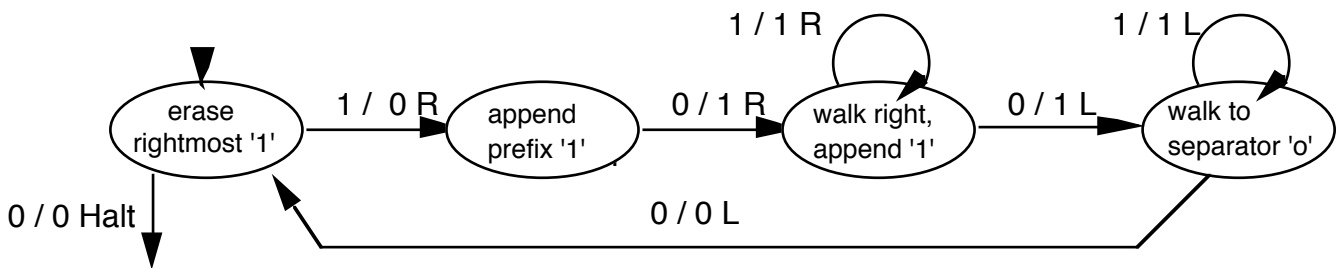 1 / 1 R
1 / 1 L
erase
rightmost '1'
1 / 0 R
append
prefix '1'
0 / 1 R
walk right,
append '1'
0 / 1 L
walk to
separator 'o'
0 / 0 Halt
0 / 0 L